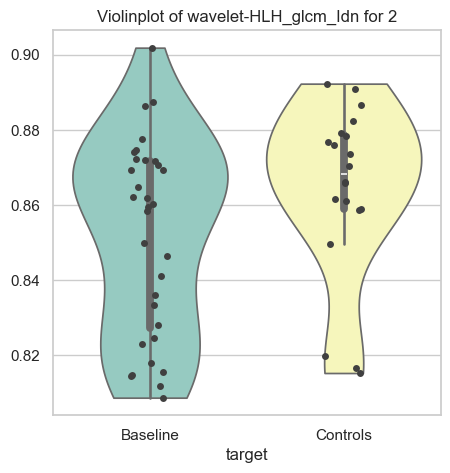 Violinplot of wavelet-HLH_glcm_Idn for 2
0.90
0.88
0.86
0.84
0.82
Baseline Controls
target